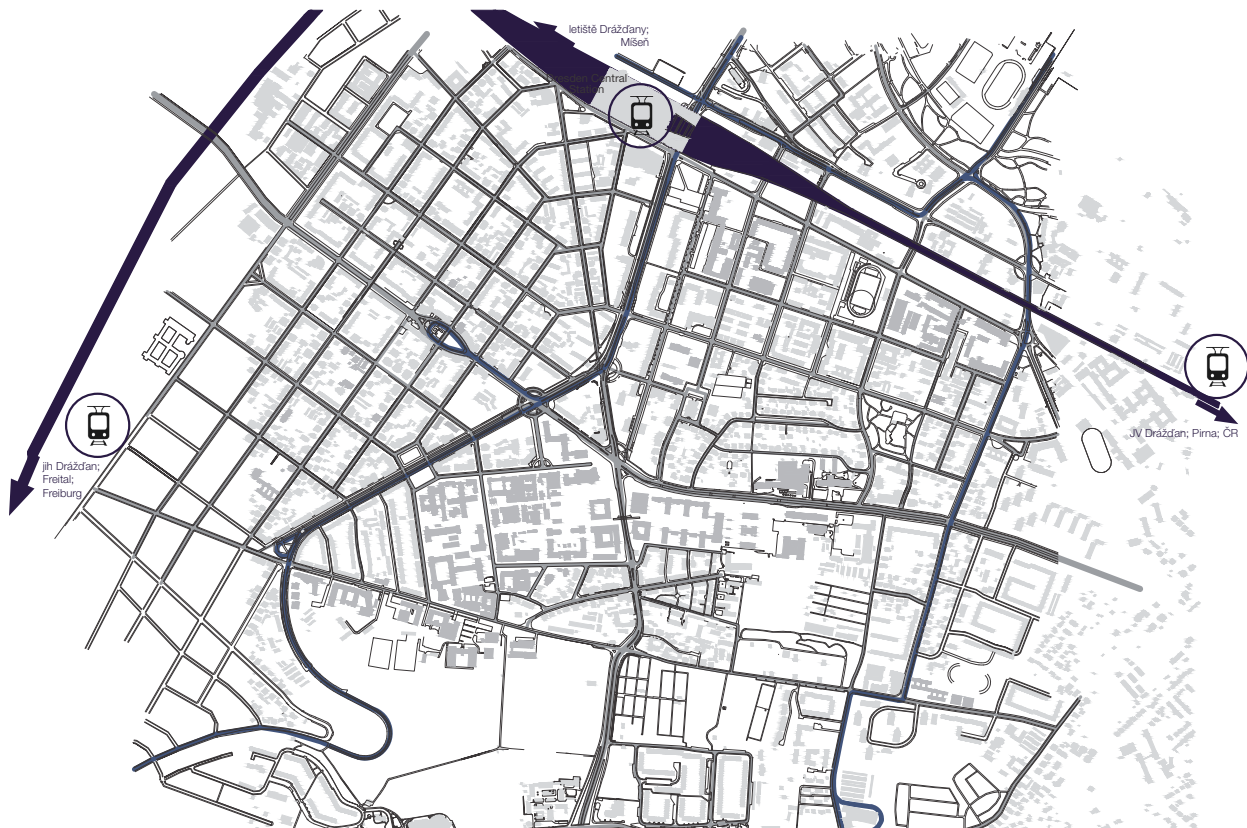 letiště Drážďany;
Míšeň
Dresden Central
Station
jih Drážďan;
Freital;
Freiburg
JV Drážďan; Pirna; ČR